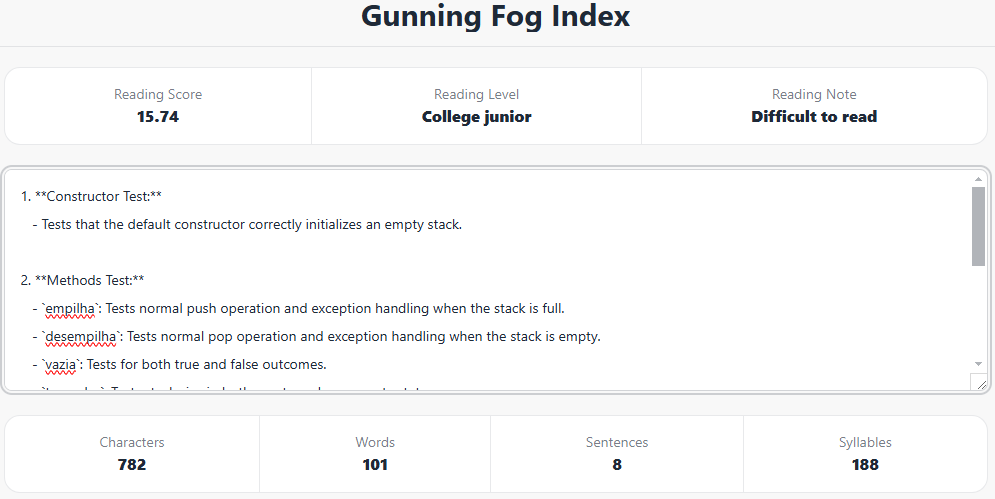 Gunning Fog Index
Reading Score
15.74
Reading Level
College junior
Reading Note
Difficult to read
1. **Constructor Test:**
- Tests that the default constructor correctly initializes an empty stack.
2. **Methods Test:**
- `empilha`: Tests normal push operation and exception handling when the stack is full.
- `desempilha`: Tests normal pop operation and exception handling when the stack is empty.
- `vazia`: Tests for both true and false outcomes.
Characters
782
Words
101
Sentences
8
Syllables
188